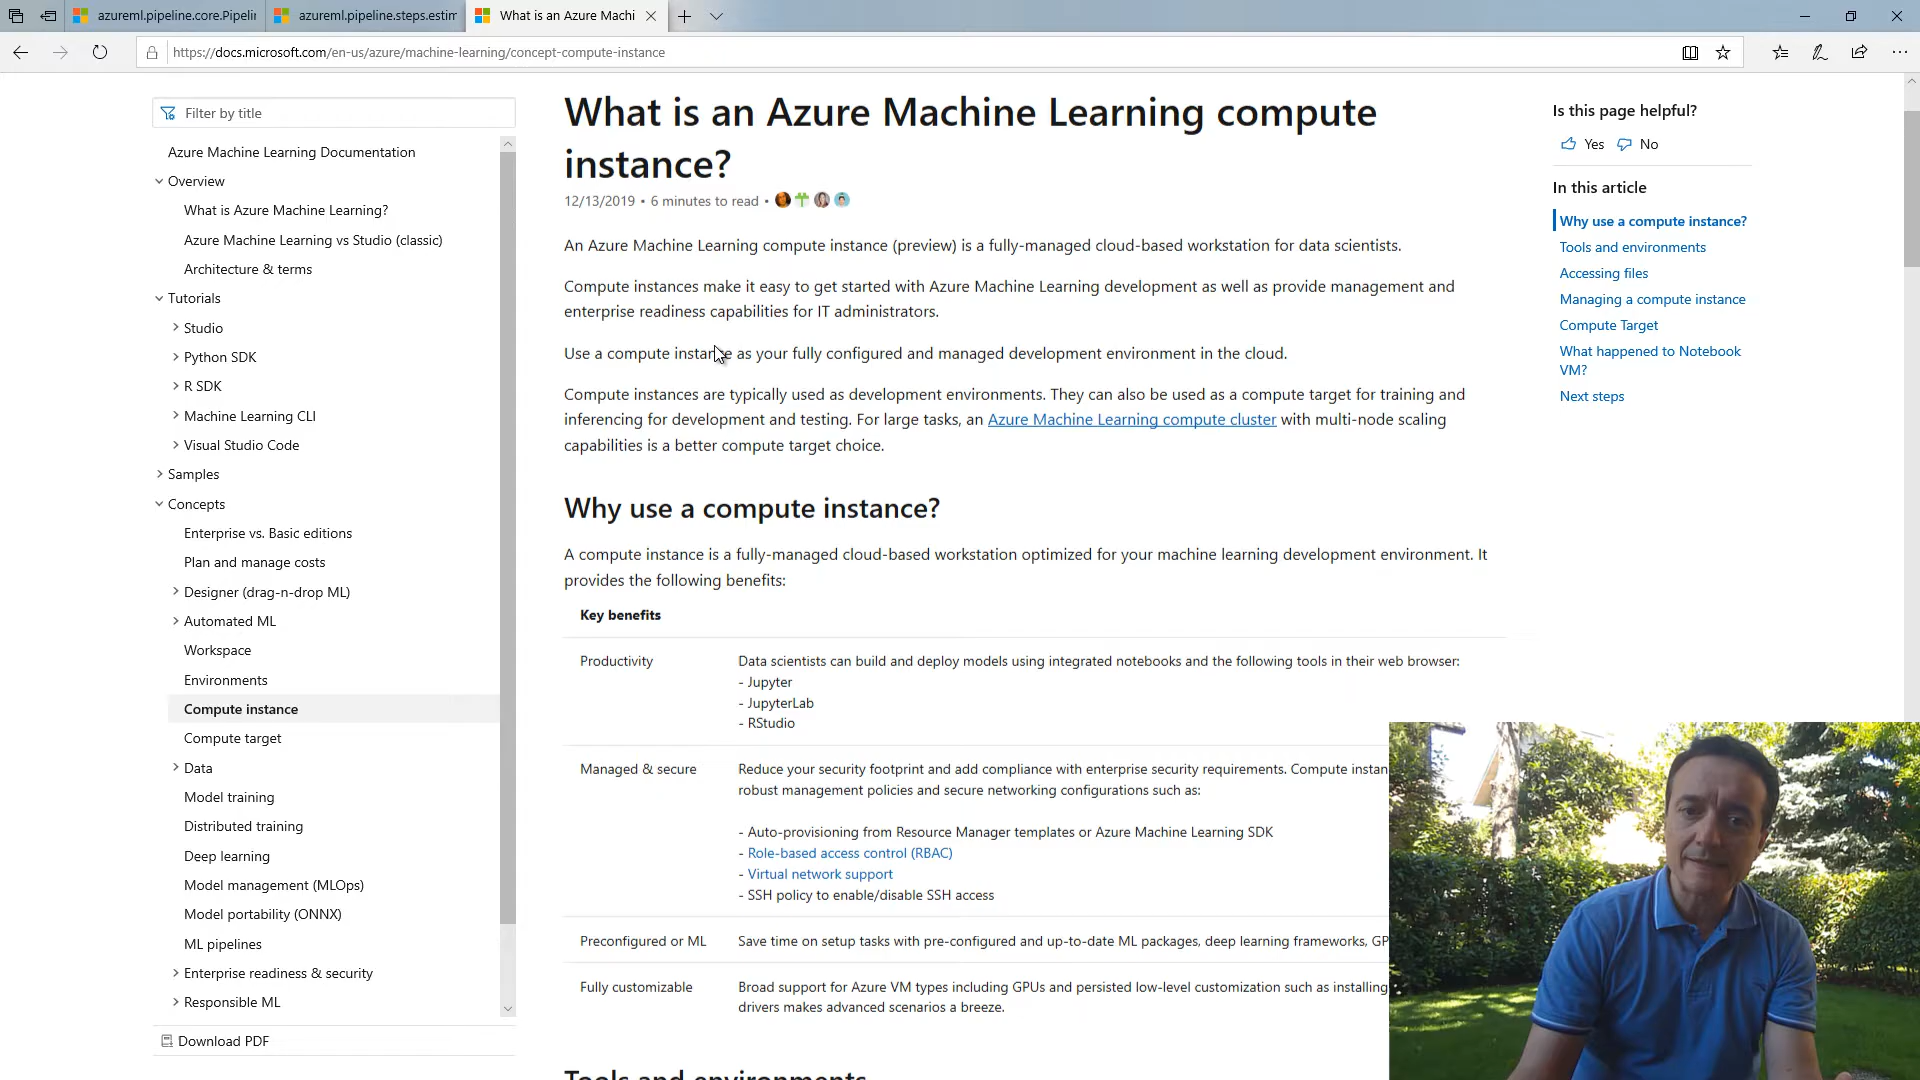 azureml.pipeline.core.Pipelin
azureml.pipeline.steps.estim
What is an Azure Machi
https://docs.microsoft.com/en-us/azure/machine-learning/concept-compute-instance
Filter by title
Azure Machine Learning Documentation
Overview
What is Azure Machine Learning?
Azure Machine Learning vs Studio (classic)
Architecture & terms
Tutorials
Studio
Python SDK
R SDK
Machine Learning CLI
Visual Studio Code
Samples
Concepts
Enterprise vs. Basic editions
Plan and manage costs
Designer (drag-n-drop ML)
Automated ML
Workspace
Environments
Compute instance
Compute target
Data
Model training
Distributed training
Deep learning
Model management (MLOps)
Model portability (ONNX)
ML pipelines
Enterprise readiness & security
Responsible ML
Download PDF
What is an Azure Machine Learning compute
instance?
12/13/2019 • 6 minutes to read •
An Azure Machine Learning compute instance (preview) is a fully-managed cloud-based workstation for data scientists.
Compute instances make it easy to get started with Azure Machine Learning development as well as provide management and
enterprise readiness capabilities for IT administrators.
Use a compute instance as your fully configured and managed development environment in the cloud.
Compute instances are typically used as development environments. They can also be used as a compute target for training and
inferencing for development and testing. For large tasks, an Azure Machine Learning compute cluster with multi-node scaling
capabilities is a better compute target choice.
Why use a compute instance?
A compute instance is a fully-managed cloud-based workstation optimized for your machine learning development environment. It
provides the following benefits:
Key benefits
Productivity
Data scientists can build and deploy models using integrated notebooks and the following tools in their web browser:
- Jupyter
- JupyterLab
- RStudio
Managed & secure
Reduce your security footprint and add compliance with enterprise security requirements. Compute instan
robust management policies and secure networking configurations such as:
- Auto-provisioning from Resource Manager templates or Azure Machine Learning SDK
- Role-based access control (RBAC)
- Virtual network support
- SSH policy to enable/disable SSH access
Preconfigured or ML
Save time on setup tasks with pre-configured and up-to-date ML packages, deep learning frameworks, GP
Fully customizable
Broad support for Azure VM types including GPUs and persisted low-level customization such as installing
drivers makes advanced scenarios a breeze.
Tools and environments
Is this page helpful?
Yes No
In this article
Why use a compute instance?
Tools and environments
Accessing files
Managing a compute instance
Compute Target
What happened to Notebook
VM?
Next steps